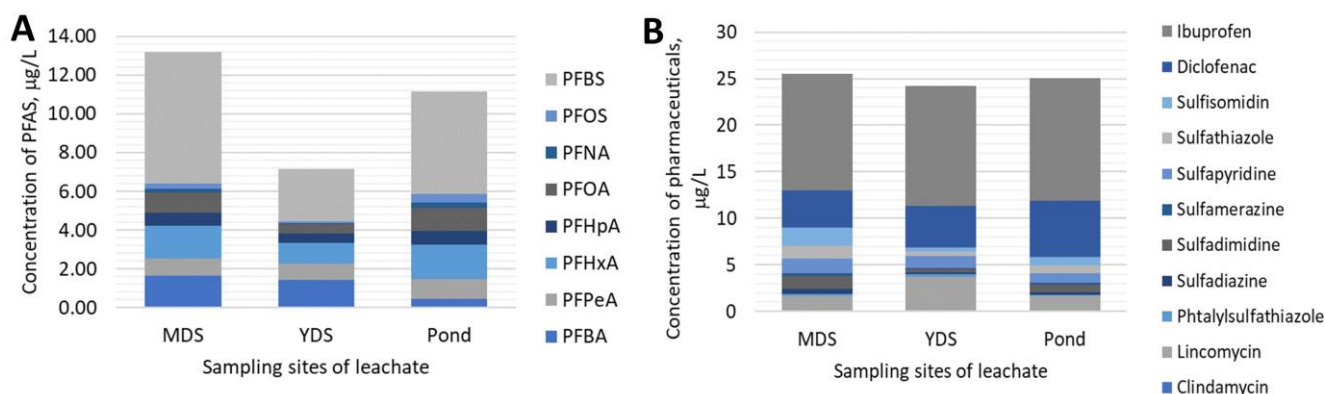 A
Concentration of PFAS, µg/L
14.00
12.00
10.00
8.00
6.00
4.00
2.00
0.00
MDS
YDS
Pond
Sampling sites of leachate
PFBS
PFOS
PFNA
PFOA
PFHpA
PFHxA
PFPeA
PFBA
B
Concentration of pharmaceuticals,
µg/L
30
25
20
15
10
5
0
MDS
YDS
Pond
Sampling sites of leachate
Ibuprofen
Diclofenac
Sulfisomidin
Sulfathiazole
Sulfapyridine
Sulfamerazine
Sulfadimidine
Sulfadiazine
Phtalylsulfathiazole
Lincomycin
Clindamycin